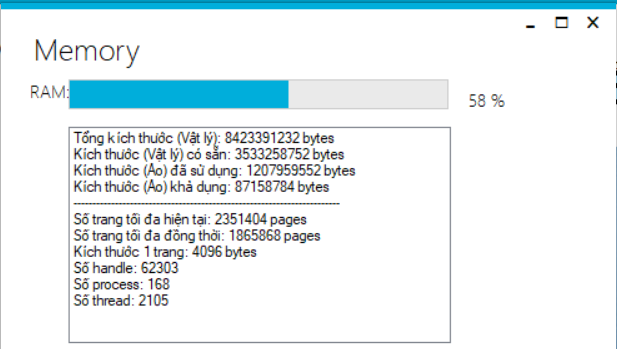 Memory
RAM:
58 %
Tổng kích thước (Vật lý): 8423391232 bytes
Kích thước (Vật lý) có sẵn: 3533258752 bytes
Kích thước (Ảo) đã sử dụng: 1207959552 bytes
Kích thước (Ảo) khả dụng: 87158784 bytes
--------------------------------------------------------------------
Số trang tối đa hiện tại: 2351404 pages
Số trang tối đa đồng thời: 1865868 pages
Kích thước 1 trang: 4096 bytes
Số handle: 62303
Số process: 168
Số thread: 2105